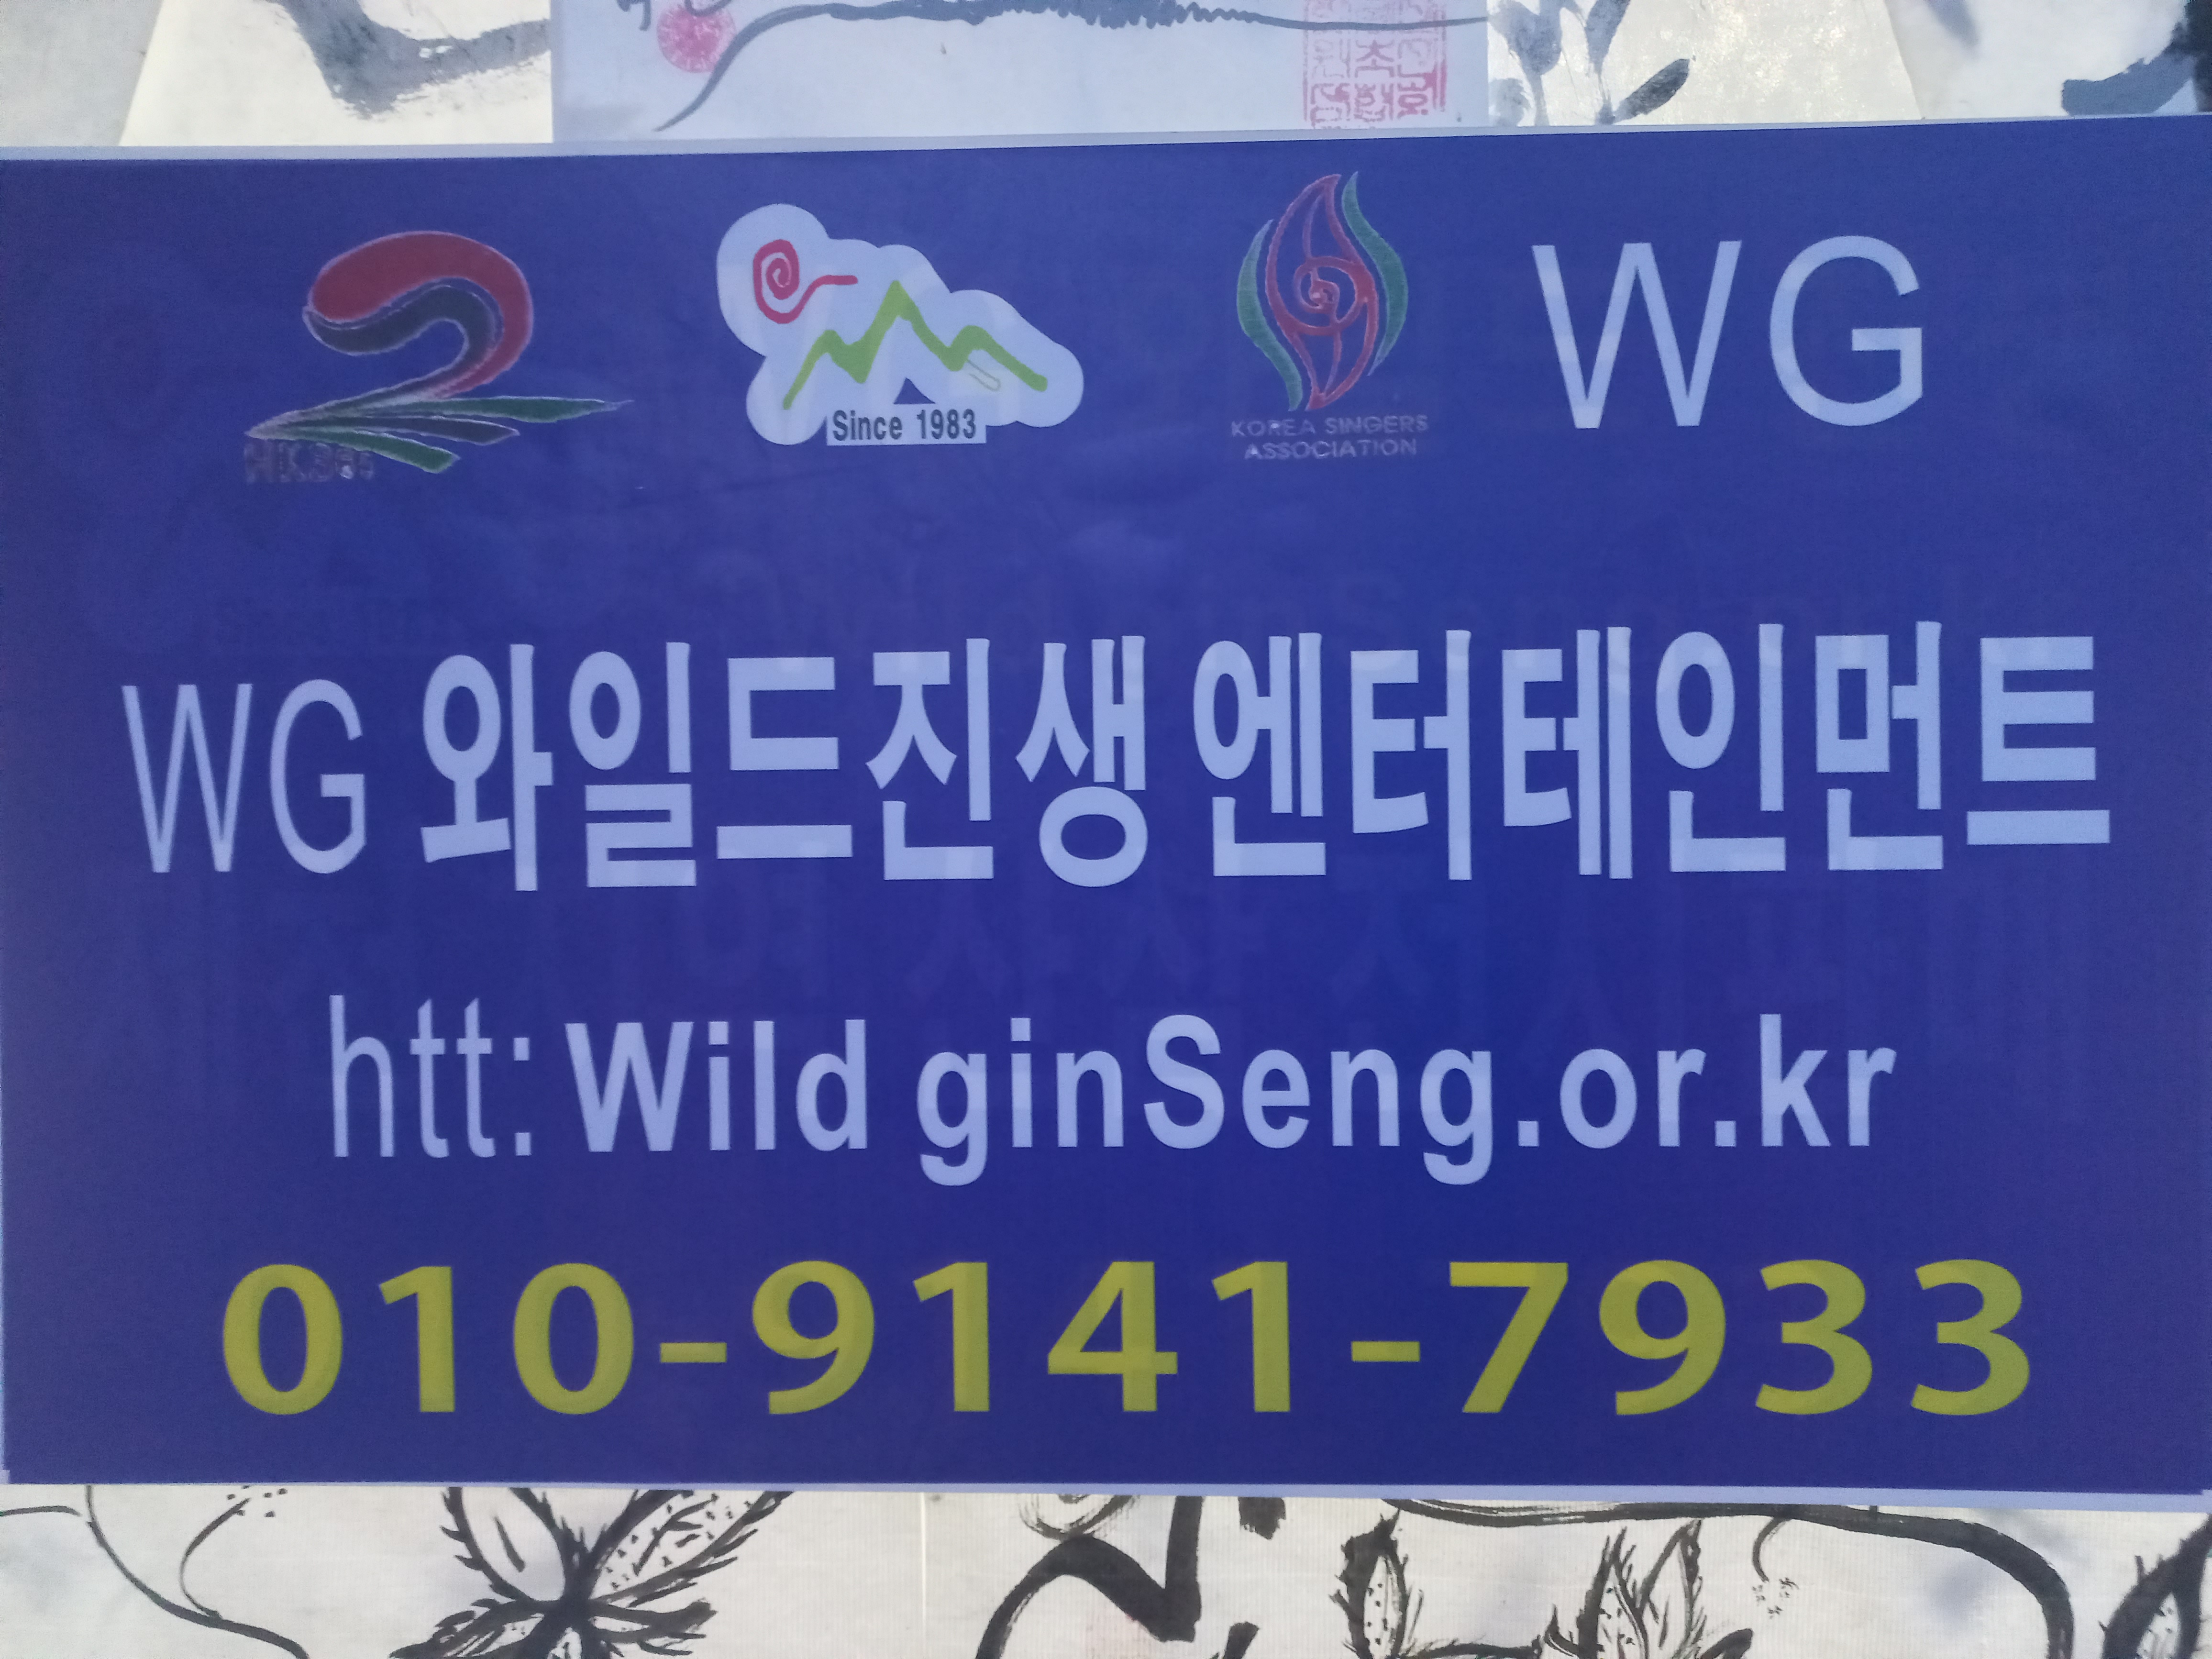 Since 1983
KOREA SINGERS
ASSOCIATION
WG
WG 와일드진생 엔터테인먼트
htt: Wild ginSeng.or.kr
010-9141-7933